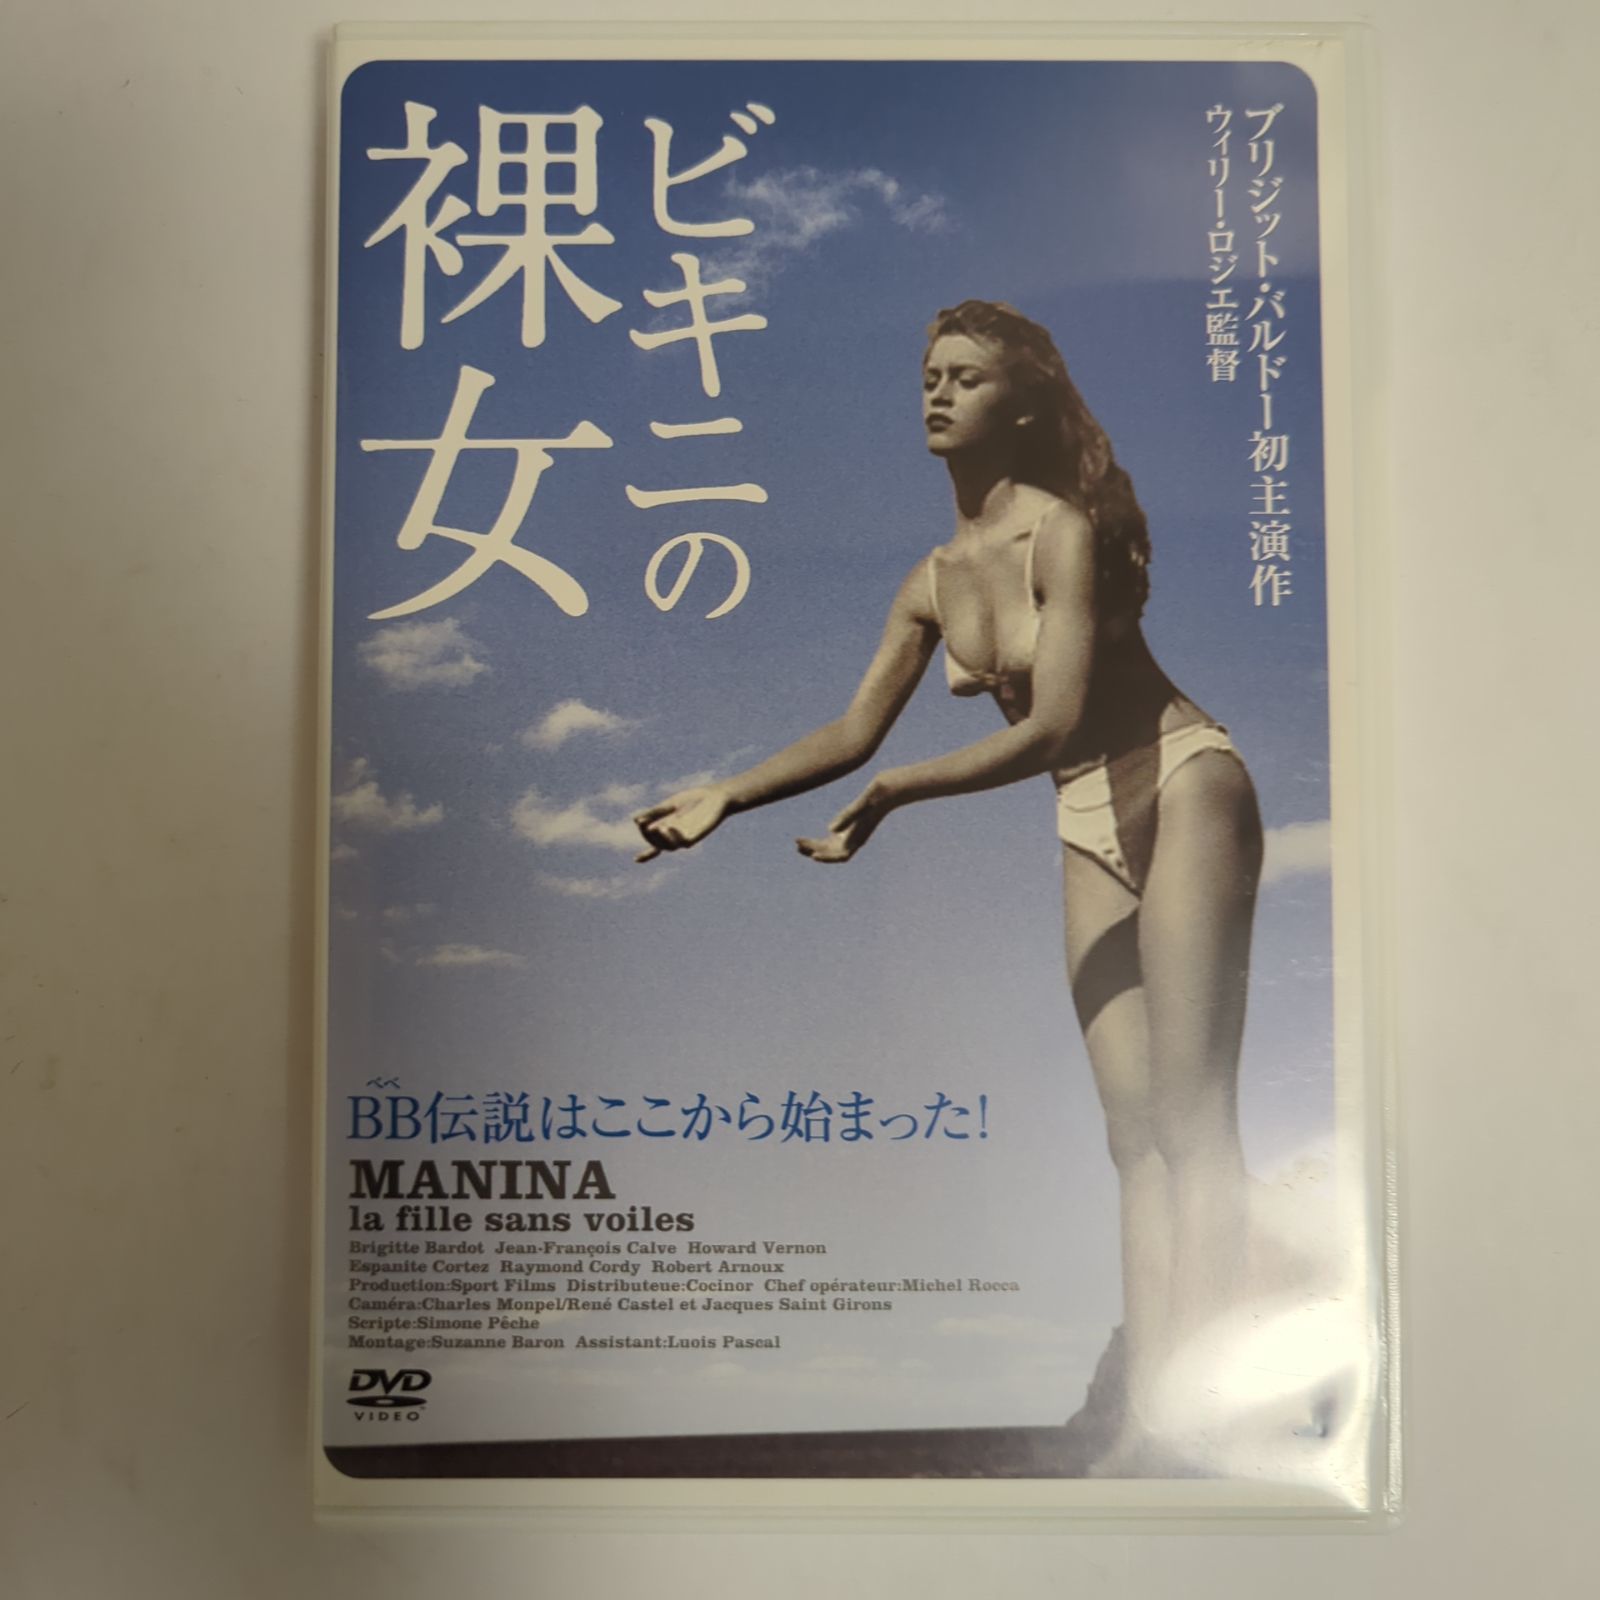 ブリジット・バルドー初主演作
ウィリー・ロジエ監督
ビキニの
裸女
べべ
BB伝説はここから始まった!
MANINA
la fille sans voiles
Brigitte Bardot Jean-François Calve Howard Vernon
Espanite Cortez Raymond Cordy Robert Arnoux
Production:Sport Films Distributeue:Cocinor Chef opérateur:Michel Rocca
Caméra:Charles Monpel/René Castel et Jacques Saint Girons
Scripte:Simone Pêche
Montage:Suzanne Baron Assistant:Luois Pascal
DVD
VIDEO